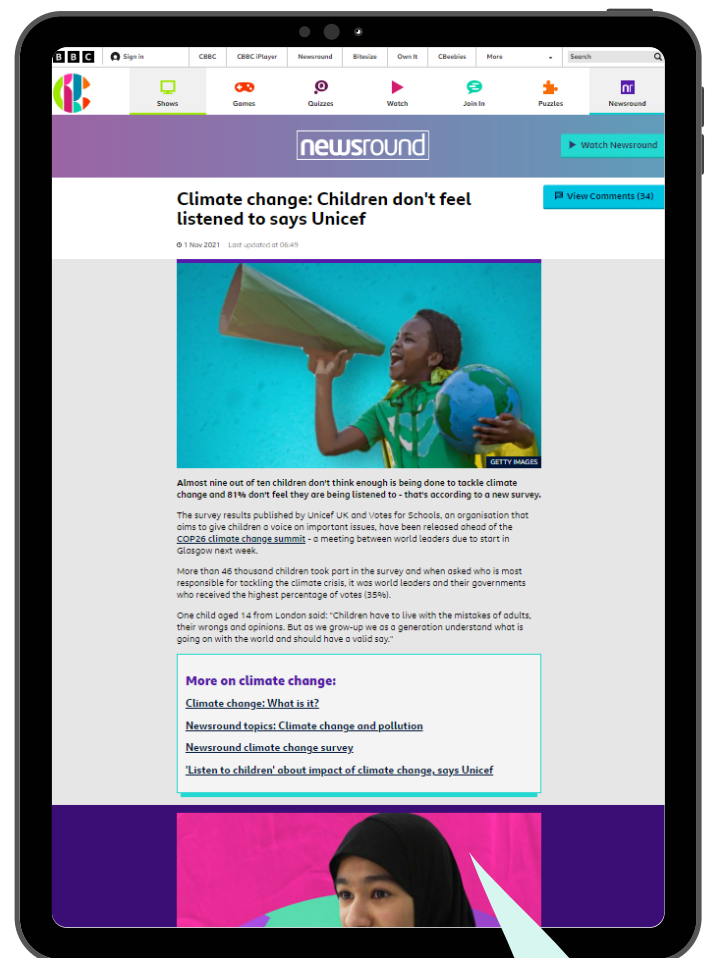 BBC Sign in CBBC CBBC iPlayer Newsround Bitesize Own It CBeebies More Search
Shows Games Quizzes Watch Join In Puzzles nr Newsround
newsround
Watch Newsround
View Comments (34)
Climate change: Children don't feel
listened to says Unicef
1 Nov 2021 Last updated at 06:49
GETTY IMAGES
Almost nine out of ten children don't think enough is being done to tackle climate
change and 81% don't feel they are being listened to - that's according to a new survey.
The survey results published by Unicef UK and Votes for Schools, an organisation that
aims to give children a voice on important issues, have been released ahead of the
COP26 climate change summit - a meeting between world leaders due to start in
Glasgow next week.
More than 46 thousand children took part in the survey and when asked who is most
responsible for tackling the climate crisis, it was world leaders and their governments
who received the highest percentage of votes (35%).
One child aged 14 from London said: "Children have to live with the mistakes of adults,
their wrongs and opinions. But as we grow-up we as a generation understand what is
going on with the world and should have a valid say."
More on climate change:
Climate change: What is it?
Newsround topics: Climate change and pollution
Newsround climate change survey
'Listen to children' about impact of climate change, says Unicef